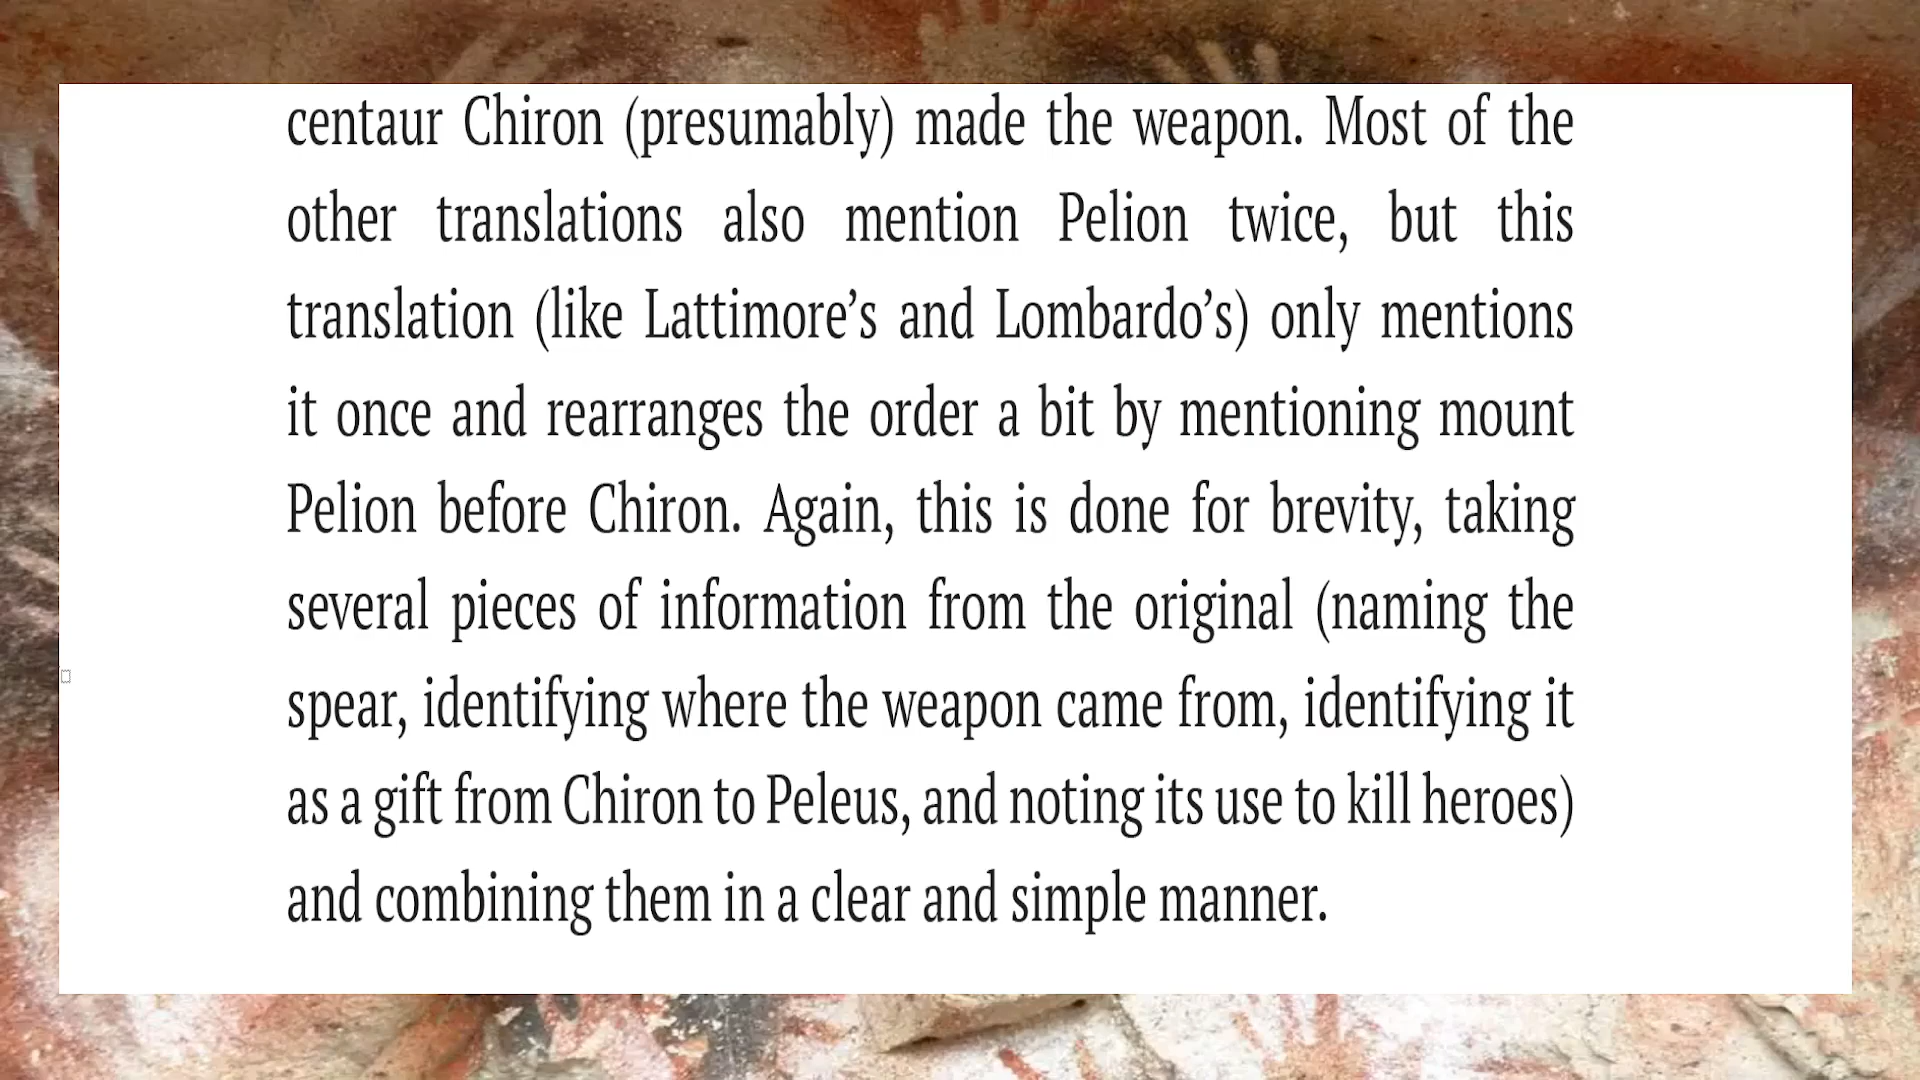 centaur Chiron (presumably) made the weapon. Most of the
other translations also mention Pelion twice, but this
translation (like Lattimore’s and Lombardo’s) only mentions
it once and rearranges the order a bit by mentioning mount
Pelion before Chiron. Again, this is done for brevity, taking
several pieces of information from the original (naming the
spear, identifying where the weapon came from, identifying it
as a gift from Chiron to Peleus, and noting its use to kill heroes)
and combining them in a clear and simple manner.